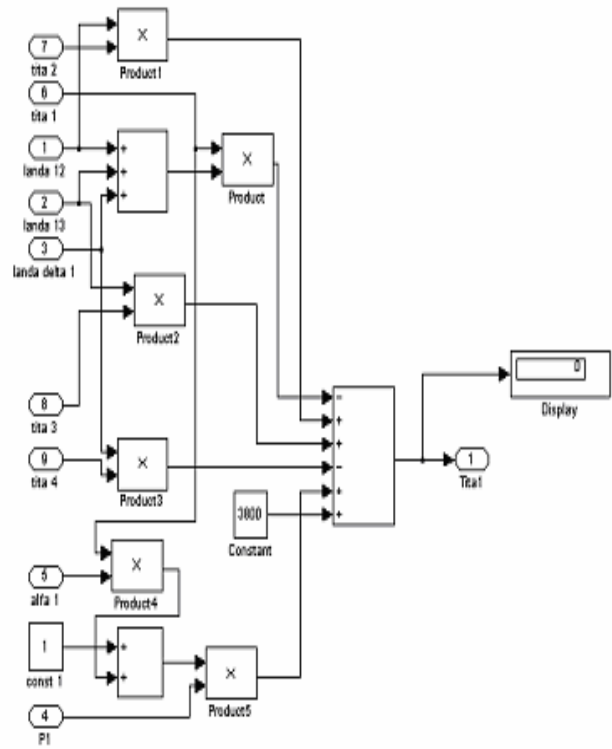 7
tita 2
×
Product1
6
tita 1
1
landa 12
+
+
+
×
Product
2
landa 13
3
landa delta 1
×
Product2
8
tita 3
9
tita 4
×
Product3
-
+
+
-
+
+
3800
Constant
0
Display
1
Tita1
5
alfa 1
×
Product4
1
const 1
+
+
×
Product5
4
P1